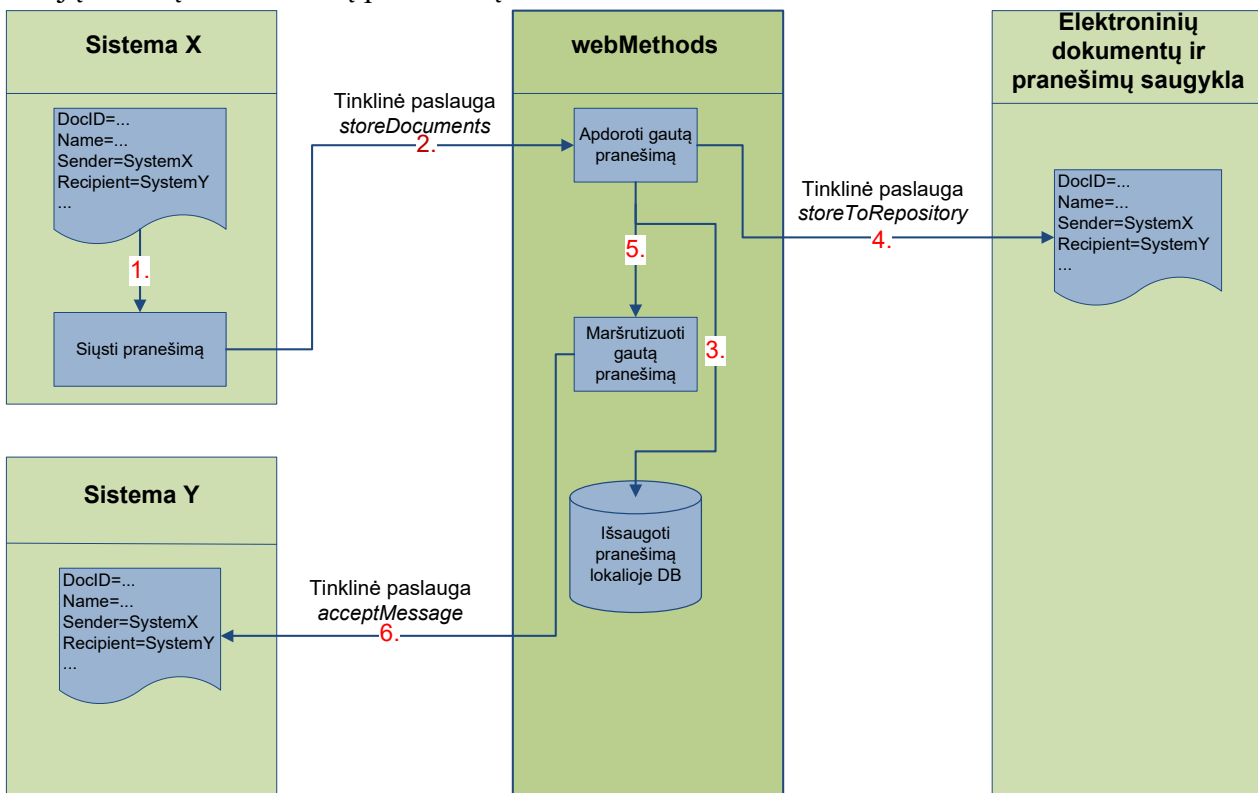 Sistema X
DocID=...
Name=...
Sender=SystemX
Recipient=SystemY
...
1.
Siųsti pranešimą
Tinklinė paslauga
storeDocuments
2.
webMethods
Apdoroti gautą
pranešimą
5.
3.
Maršrutizuoti
gautą
pranešimą
Išsaugoti
pranešimą
lokalioje DB
Tinklinė paslauga
storeToRepository
4.
Elektroninių
dokumentų ir
pranešimų saugykla
DocID=...
Name=...
Sender=SystemX
Recipient=SystemY
...
Sistema Y
DocID=...
Name=...
Sender=SystemX
Recipient=SystemY
...
Tinklinė paslauga
acceptMessage
6.